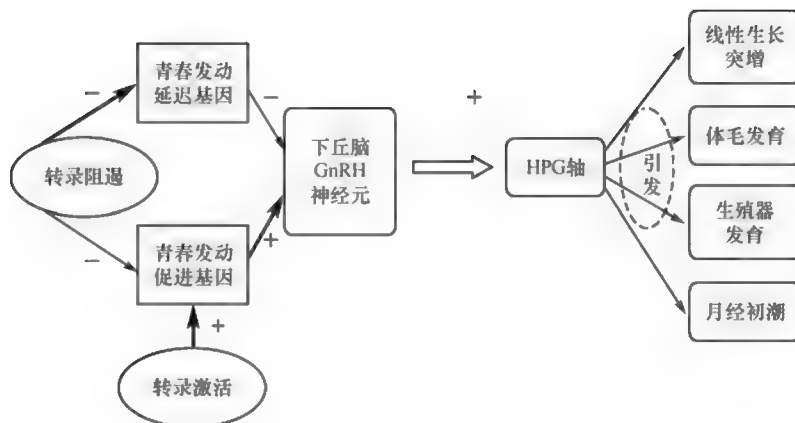 青春发动
延迟基因
转录阻遏
青春发动
促进基因
转录激活
下丘脑
GnRH
神经元
HPG轴
引发
线性生长
突增
体毛发育
生殖器
发育
月经初潮
−
−
−
+
+
+